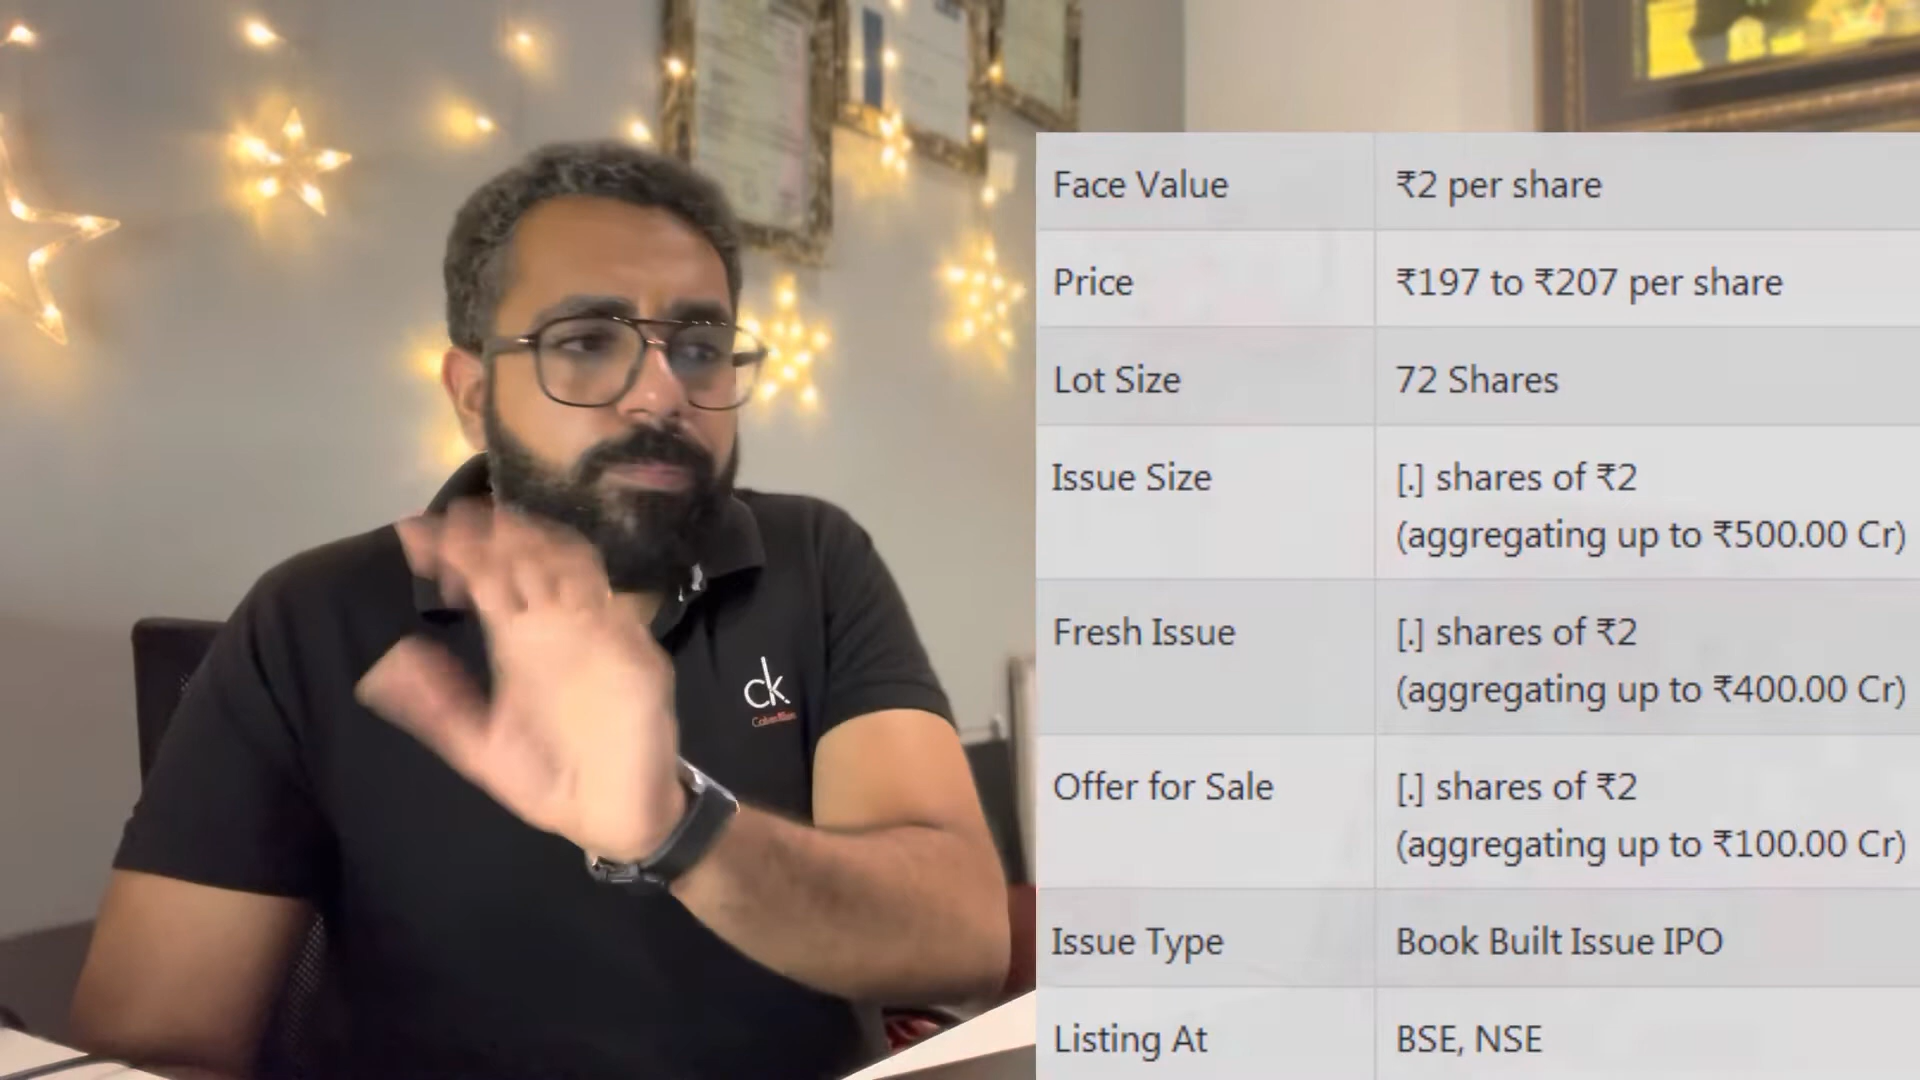 Face Value ₹2 per share
Price ₹197 to ₹207 per share
Lot Size 72 Shares
Issue Size [.] shares of ₹2
(aggregating up to ₹500.00 Cr)
Fresh Issue [.] shares of ₹2
(aggregating up to ₹400.00 Cr)
Offer for Sale [.] shares of ₹2
(aggregating up to ₹100.00 Cr)
Issue Type Book Built Issue IPO
Listing At BSE, NSE
ck